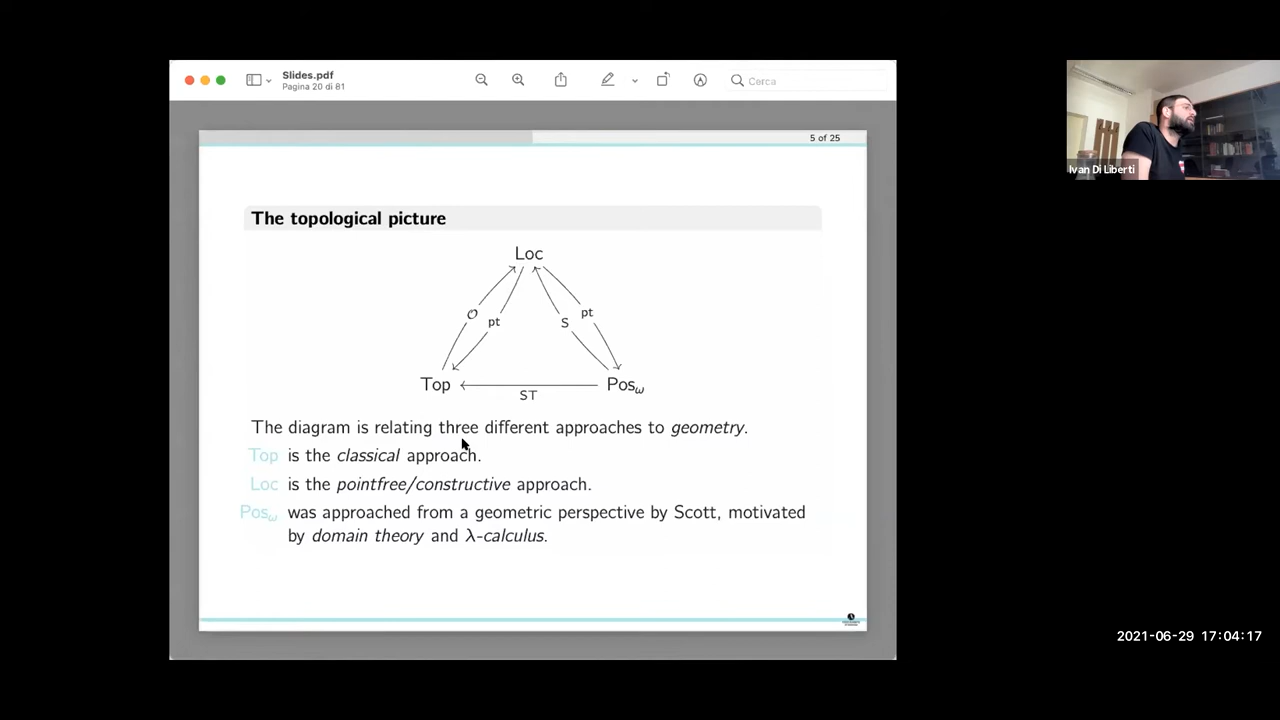 Slides.pdf
Pagina 20 di 81
Cerca
5 of 25
The topological picture
Loc
𝒪
pt
S
pt
Top
Posω
ST
The diagram is relating three different approaches to geometry.
Top is the classical approach.
Loc is the pointfree/constructive approach.
Posω was approached from a geometric perspective by Scott, motivated
by domain theory and λ-calculus.
Ivan Di Liberti
2021-06-29 17:04:17